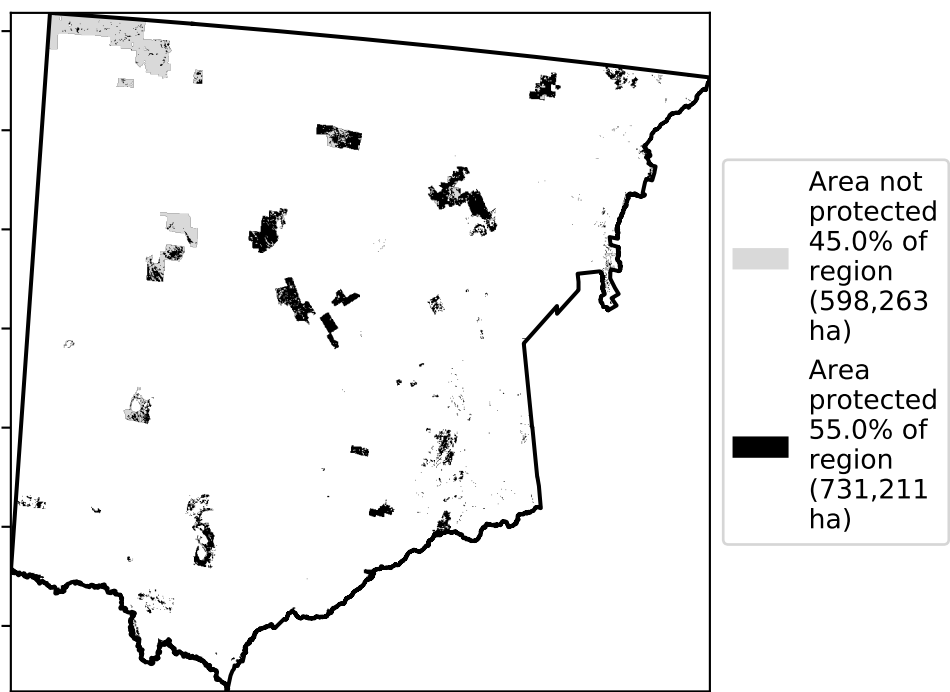 Area not
protected
45.0% of
region
(598,263
ha)
Area
protected
55.0% of
region
(731,211
ha)